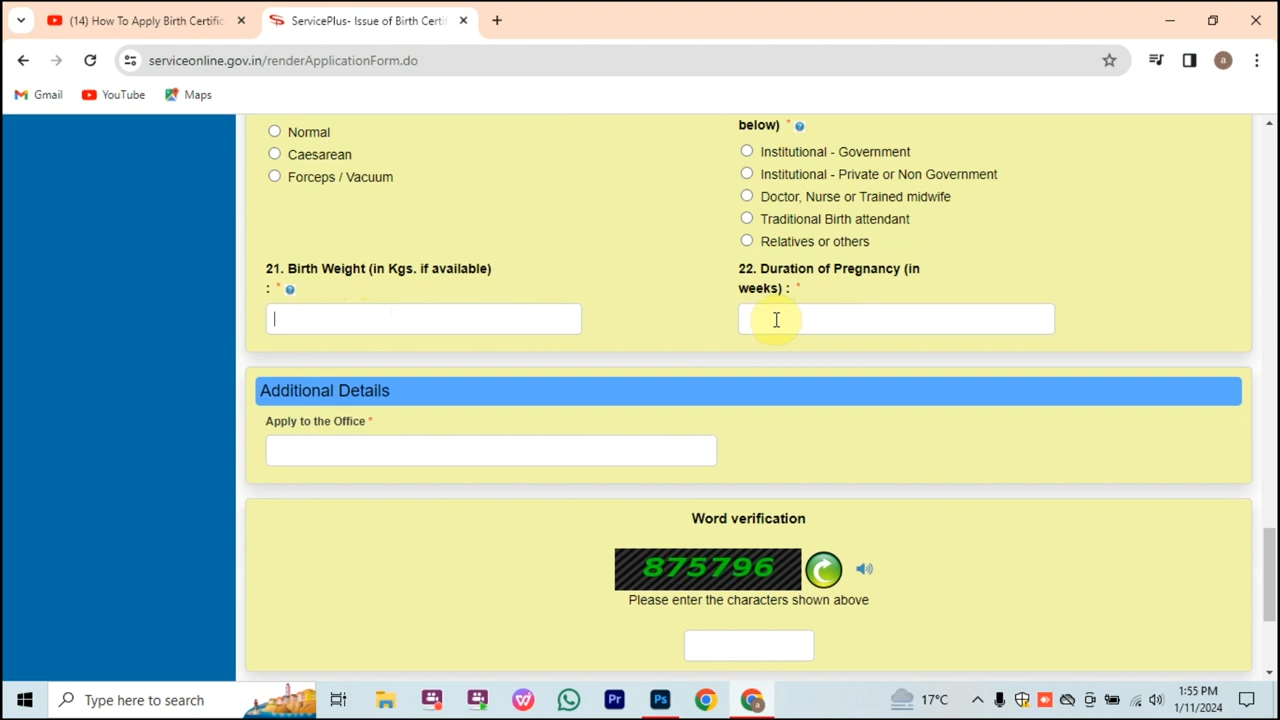 (14) How To Apply Birth Certific
ServicePlus- Issue of Birth Certi
serviceonline.gov.in/renderApplicationForm.do
a
Gmail
YouTube
Maps
Normal
Caesarean
Forceps / Vacuum
below) *
Institutional - Government
Institutional - Private or Non Government
Doctor, Nurse or Trained midwife
Traditional Birth attendant
Relatives or others
21. Birth Weight (in Kgs. if available)
: *
22. Duration of Pregnancy (in
weeks) : *
Additional Details
Apply to the Office *
Word verification
875796
Please enter the characters shown above
Type here to search
Pr
Ps
17°C
1:55 PM
1/11/2024